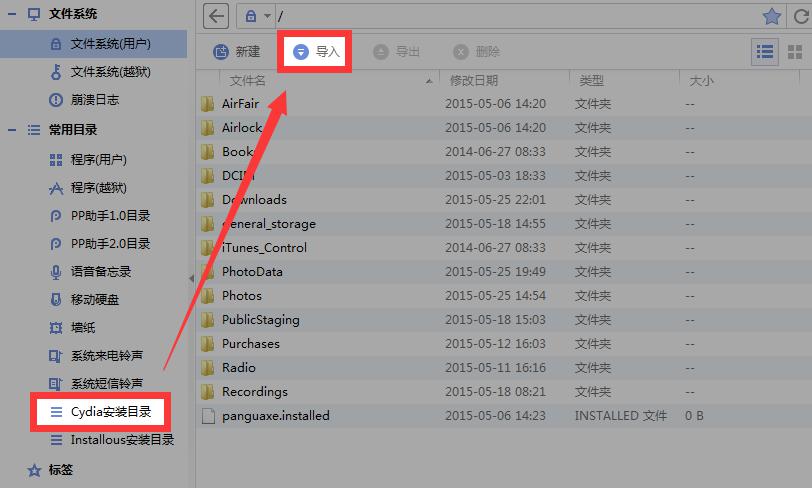 文件系统
文件系统(用户)
文件系统(越狱)
崩溃日志
常用目录
程序(用户)
程序(越狱)
PP助手1.0目录
PP助手2.0目录
语音备忘录
移动硬盘
墙纸
系统来电铃声
系统短信铃声
Cydia安装目录
Installous安装目录
标签
/
新建 导入 导出 删除
文件名 修改日期 类型 大小
AirFair 2015-05-06 14:20 文件夹 --
Airlock 2015-05-06 14:20 文件夹 --
Books 2014-06-27 08:33 文件夹 --
DCIM 2015-05-03 18:33 文件夹 --
Downloads 2015-05-25 22:01 文件夹 --
general_storage 2015-05-18 14:55 文件夹 --
iTunes_Control 2014-06-27 08:33 文件夹 --
PhotoData 2015-05-25 19:49 文件夹 --
Photos 2015-05-25 14:54 文件夹 --
PublicStaging 2015-05-18 15:03 文件夹 --
Purchases 2015-05-12 16:03 文件夹 --
Radio 2015-05-11 16:16 文件夹 --
Recordings 2015-05-18 08:21 文件夹 --
panguaxe.installed 2015-05-06 14:23 INSTALLED 文件 0 B